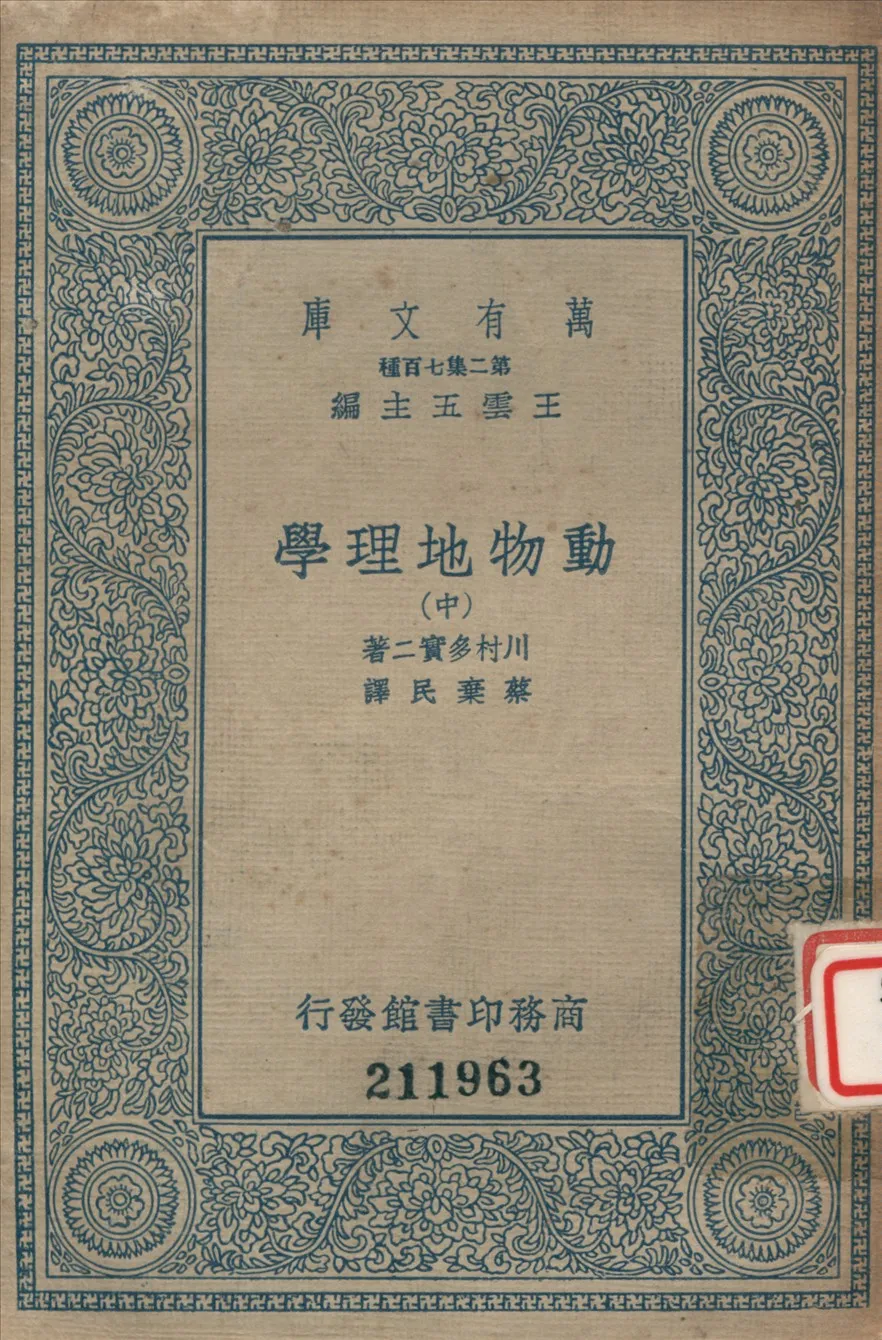 萬有文庫
第二集七百種
王雲五主編
動物地理學
（中）
川村多實二著
蔡棄民譯
商務印書館發行
211963